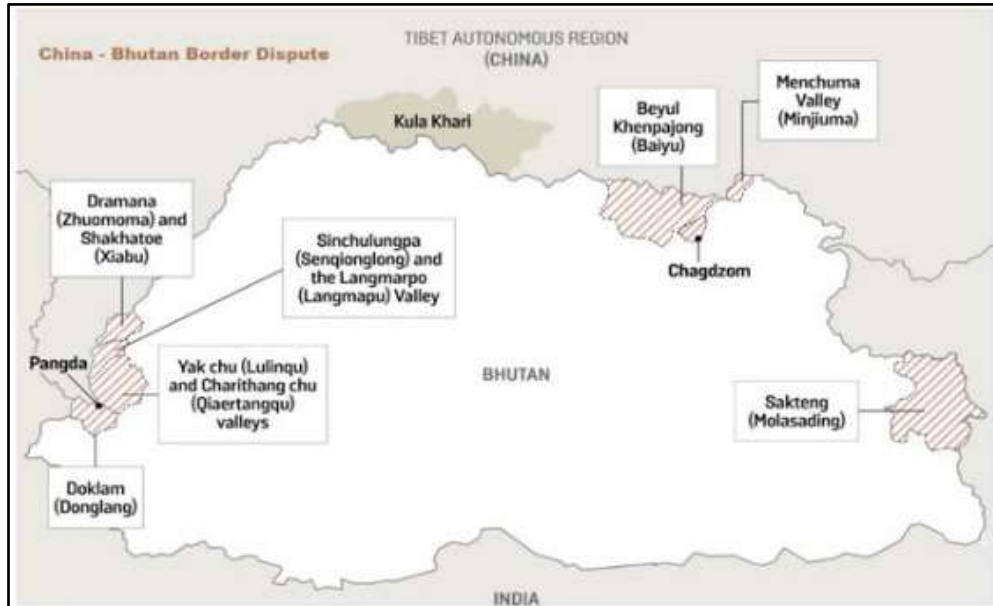 China - Bhutan Border Dispute
TIBET AUTONOMOUS REGION
(CHINA)
Kula Khari
Beyul
Khenpajong
(Baiyu)
Menchuma
Valley
(Minjiuma)
Dramana
(Zhuomoma) and
Shakhatoe
(Xiabu)
Sinchulungpa
(Senqionglong) and
the Langmarpo
(Langmapu) Valley
Chagdzom
Pangda
Yak chu (Lulinqu)
and Charithang chu
(Qiaertangqu)
valleys
BHUTAN
Sakteng
(Molasading)
Doklam
(Donglang)
INDIA